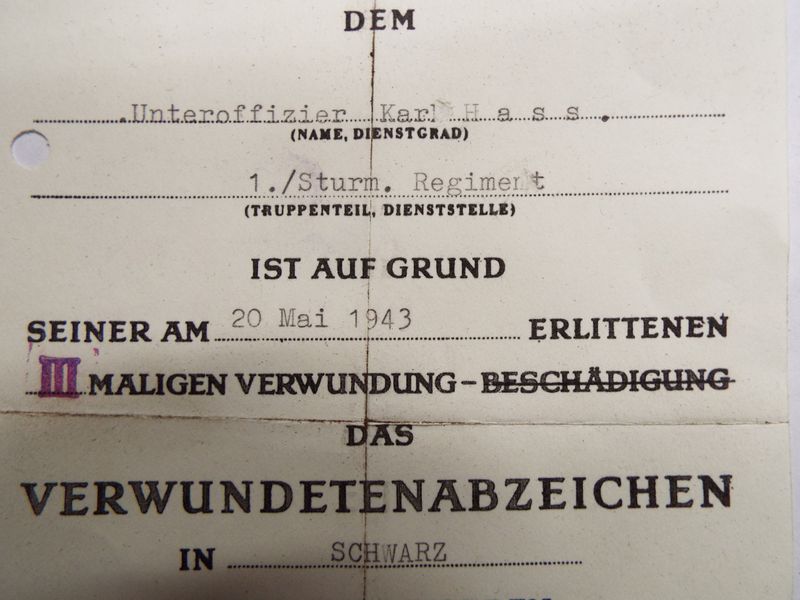 DEM
.Unteroffizier Karl H a s s .
(NAME, DIENSTGRAD)
1./Sturm. Regiment
(TRUPPENTEIL, DIENSTSTELLE)
IST AUF GRUND
SEINER AM 20 Mai 1943 ERLITTENEN
III MALIGEN VERWUNDUNG – BESCHÄDIGUNG
DAS
VERWUNDETENABZEICHEN
IN SCHWARZ